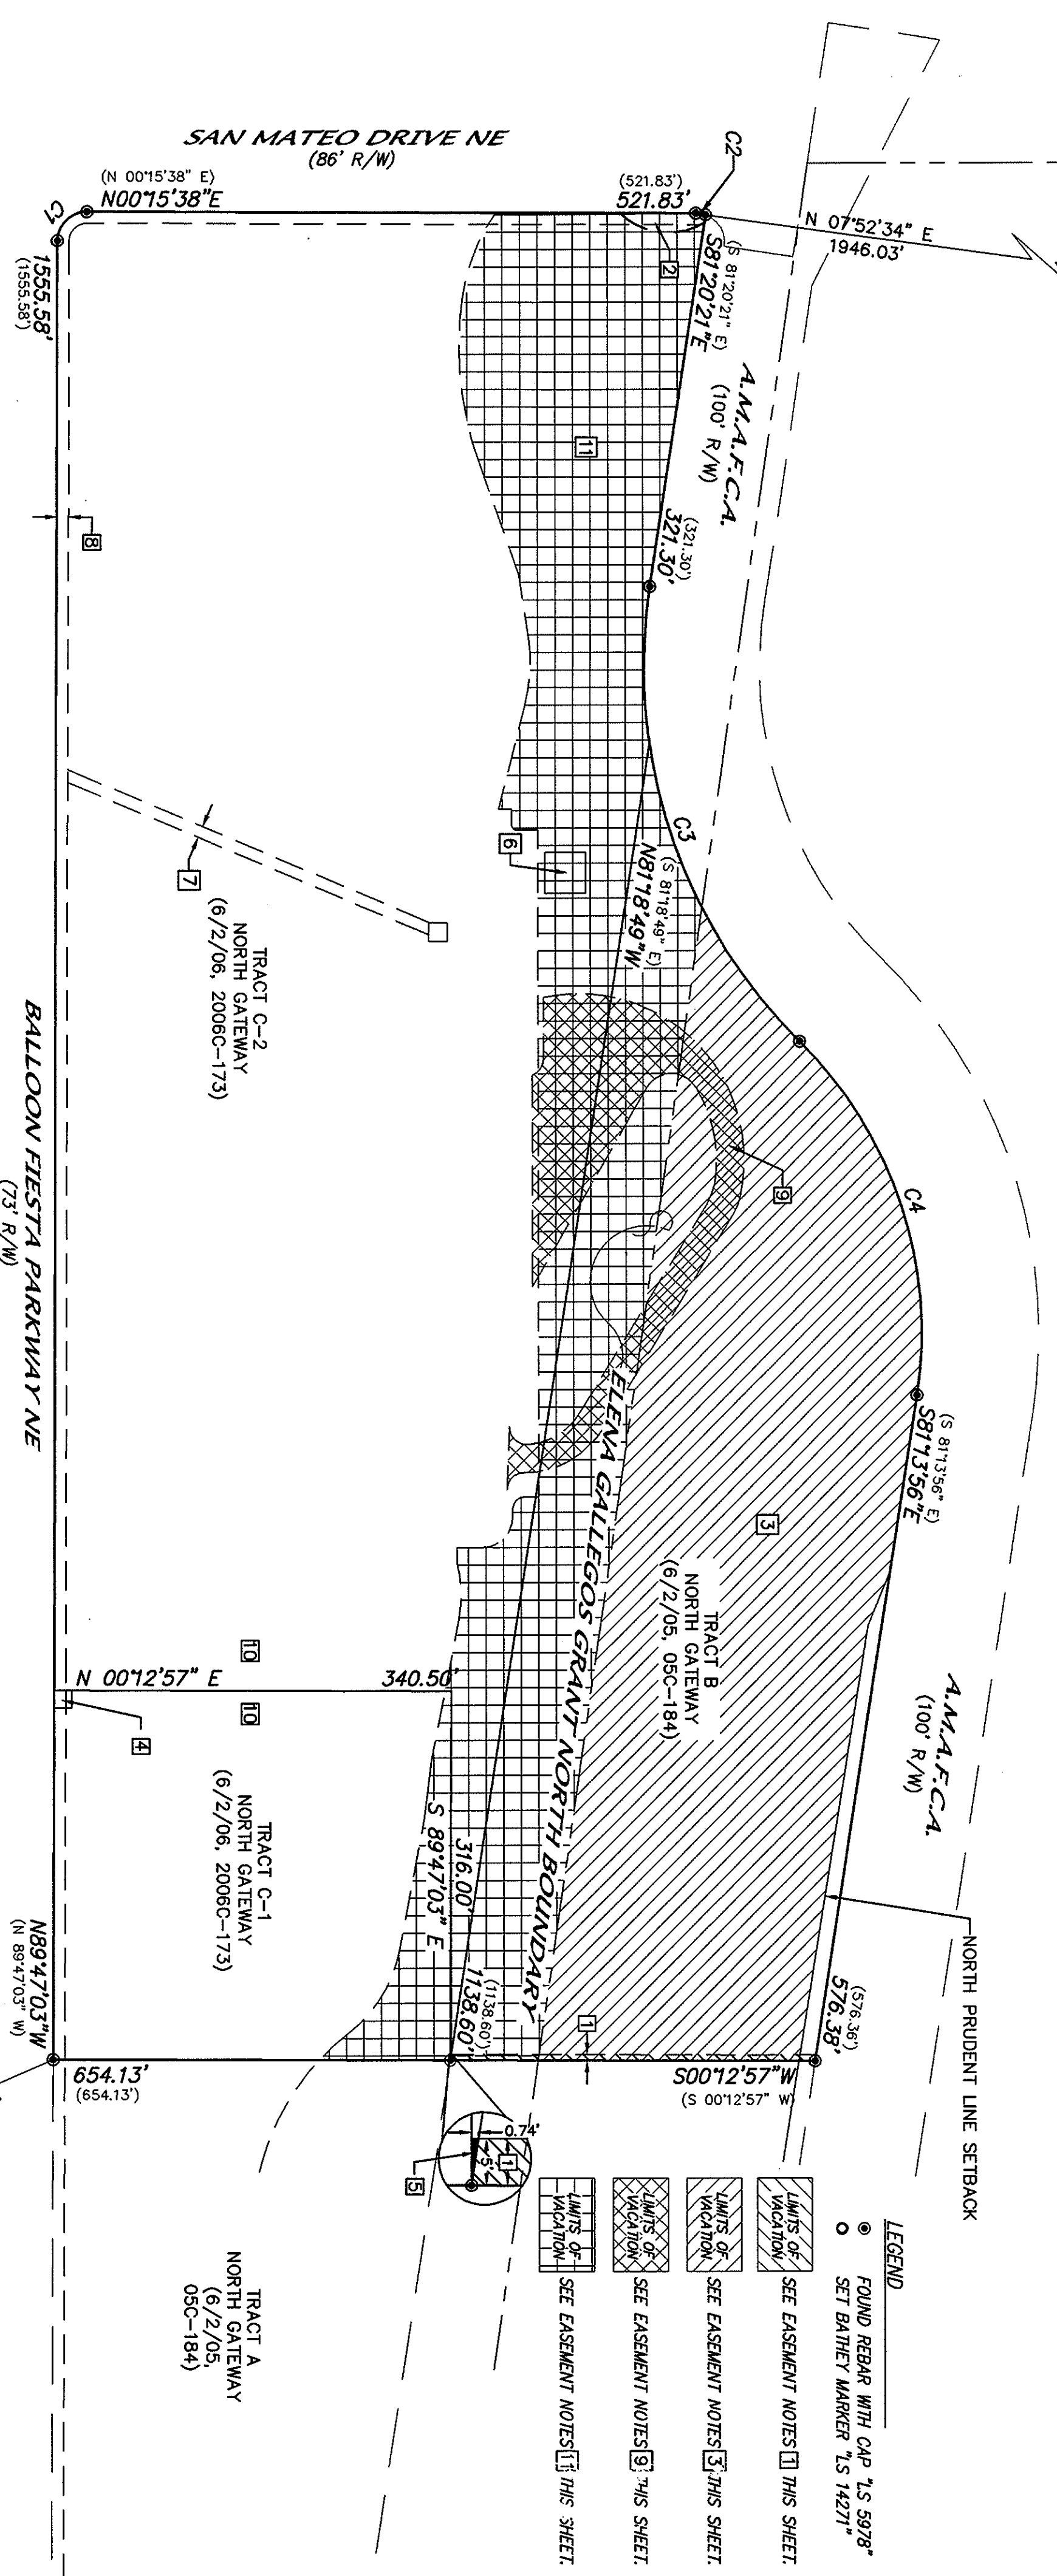 SAN MATEO DRIVE NE
(86' R/W)
(N 00°15'38" E)
N00°15'38"E
(521.83')
521.83'
C2
C1
1555.58'
(1555.58')
N 07°52'34" E
1946.03'
(S 81°20'21" E)
S81°20'21"E
2
A.M.A.F.C.A.
(100' R/W)
11
(321.30')
321.30'
8
C3
(S 81°18'49" E)
N81°18'49"W
6
7
TRACT C-2
NORTH GATEWAY
(6/2/06, 2006C-173)
BALLOON FIESTA PARKWAY NE
(73' R/W)
9
C4
(S 81°13'56" E)
S81°13'56"E
3
ELENA GALLEGOS GRANT NORTH BOUNDARY
TRACT B
NORTH GATEWAY
(6/2/05, 05C-184)
10
N 00°12'57" E
340.50'
10
4
A.M.A.F.C.A.
(100' R/W)
TRACT C-1
NORTH GATEWAY
(6/2/06, 2006C-173)
316.00'
S 89°47'03" E
(1138.60')
1138.60'
NORTH PRUDENT LINE SETBACK
(576.36')
576.38'
1
N89°47'03"W
(N 89°47'03" W)
654.13'
(654.13')
S00°12'57"W
(S 00°12'57" W)
0.74'
1
5'
5
TRACT A
NORTH GATEWAY
(6/2/05,
05C-184)
LEGEND
FOUND REBAR WITH CAP "LS 5978"
SET BATHEY MARKER "LS 14271"
LIMITS OF VACATION SEE EASEMENT NOTES 1 THIS SHEET.
LIMITS OF VACATION SEE EASEMENT NOTES 3 THIS SHEET.
LIMITS OF VACATION SEE EASEMENT NOTES 9 THIS SHEET.
LIMITS OF VACATION SEE EASEMENT NOTES 11 THIS SHEET.